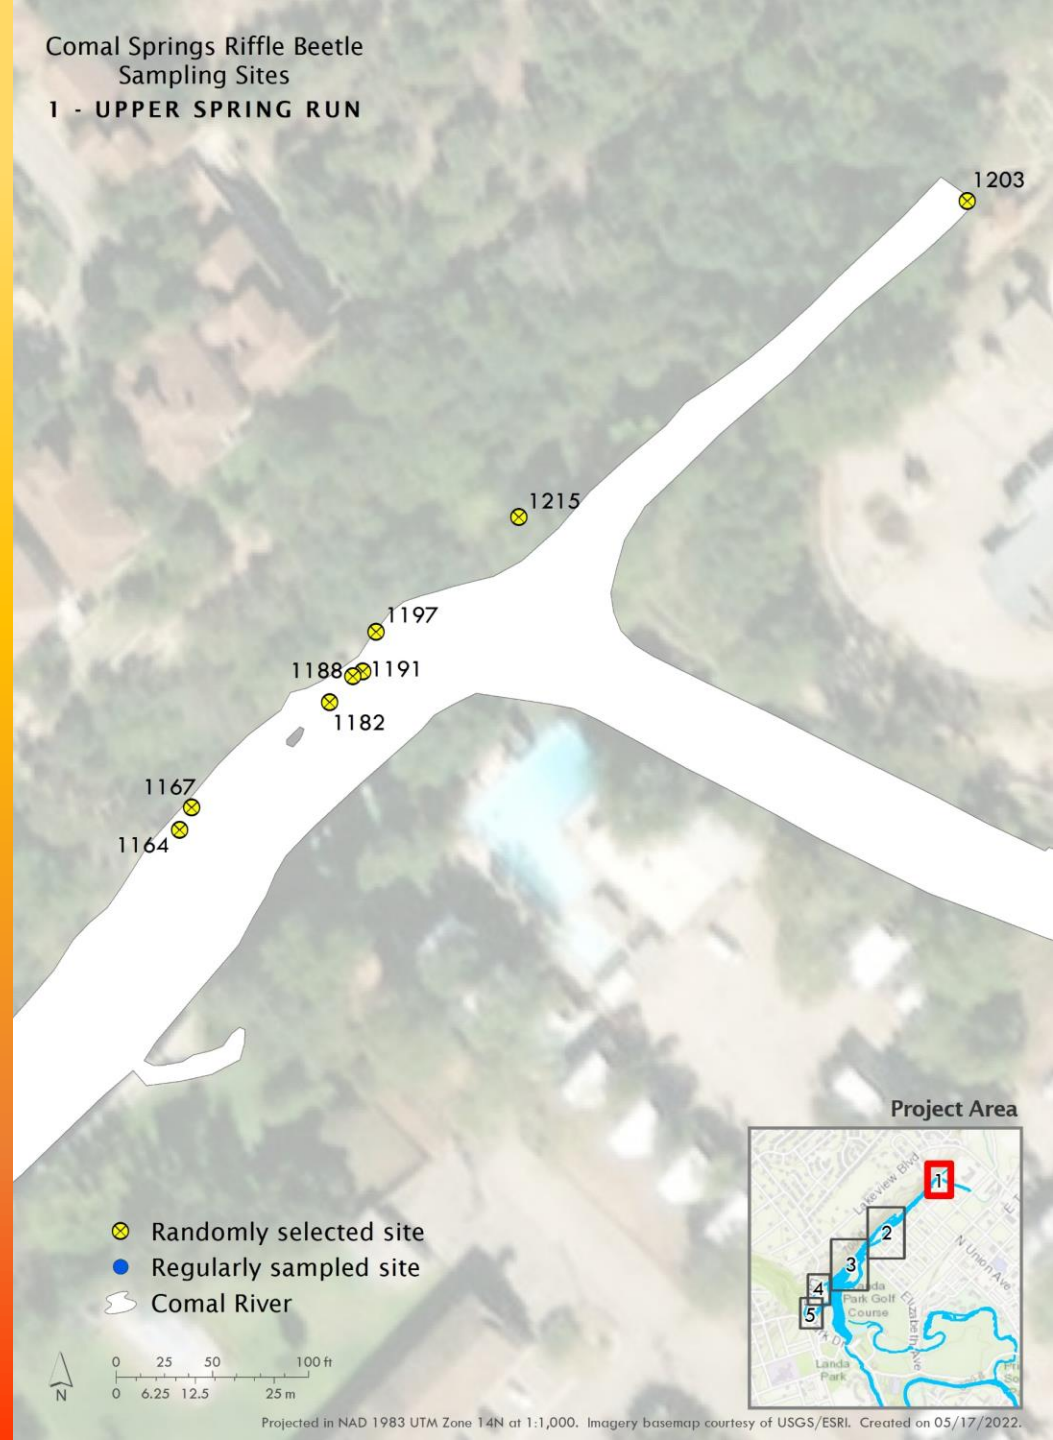 Comal Springs Riffle Beetle
Sampling Sites
1 - UPPER SPRING RUN
1203
1215
1197
1188
1191
1182
1167
1164
Project Area
Lakeview Blvd
1
2
N Union Ave
3
4
Landa
Park Golf
Course
5
Elizabeth Ave
Landa
Park
Randomly selected site
Regularly sampled site
Comal River
N
0 25 50 100 ft
0 6.25 12.5 25 m
Projected in NAD 1983 UTM Zone 14N at 1:1,000. Imagery basemap courtesy of USGS/ESRI. Created on 05/17/2022.